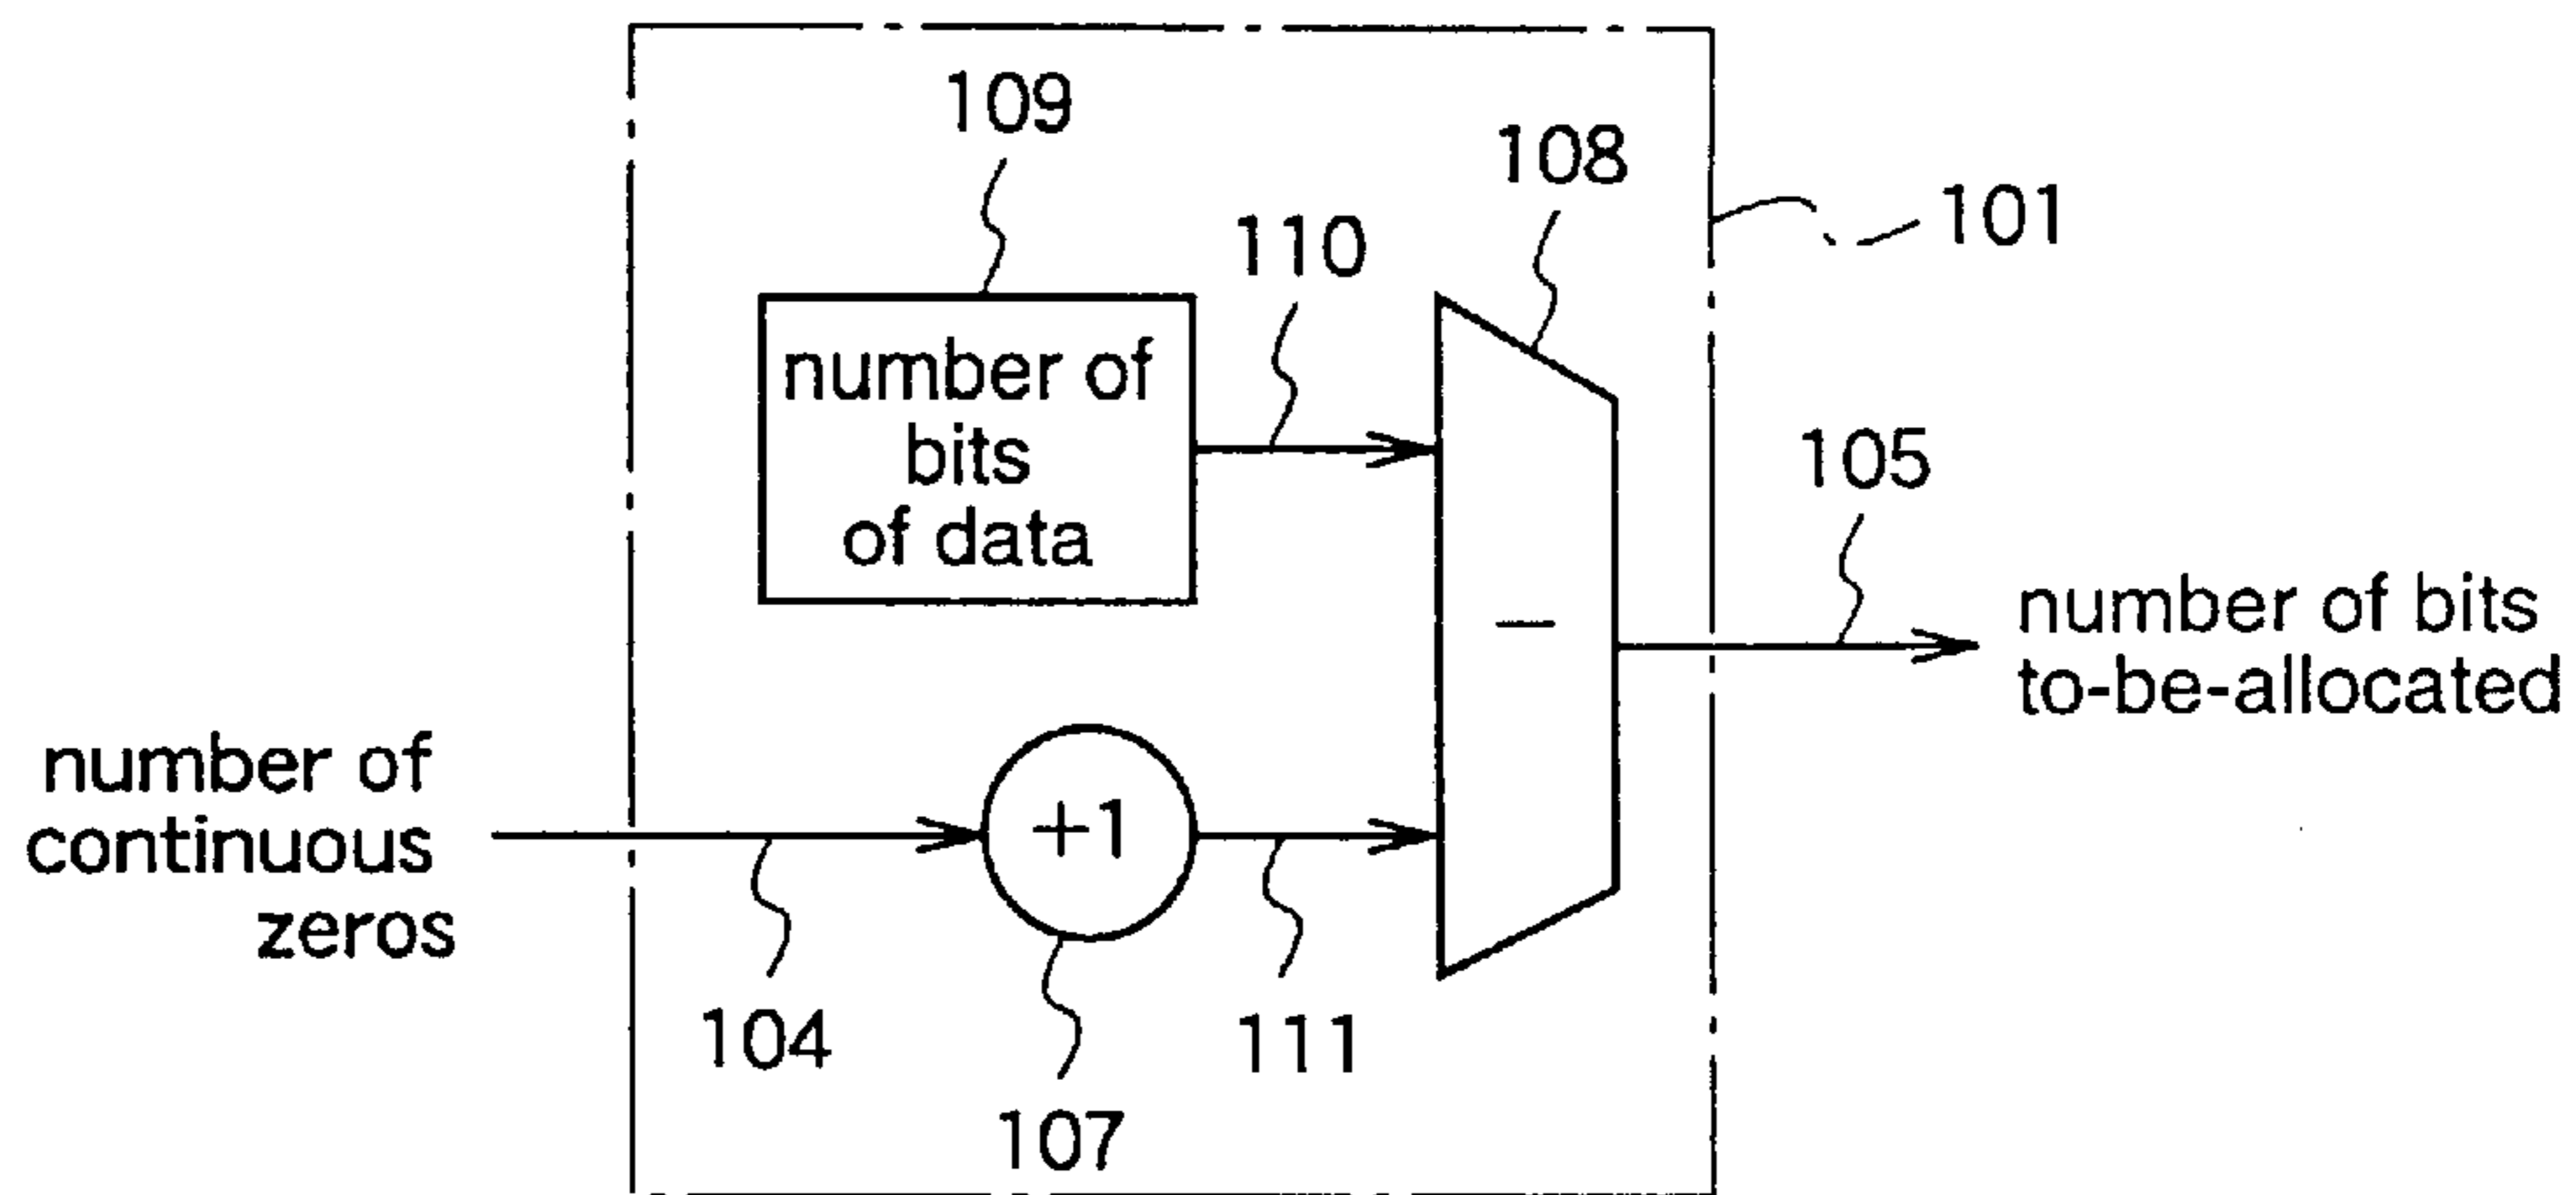 109
108
110
101
number of
bits
of data
105
−
number of bits
to-be-allocated
number of
continuous
zeros
+1
104
111
107